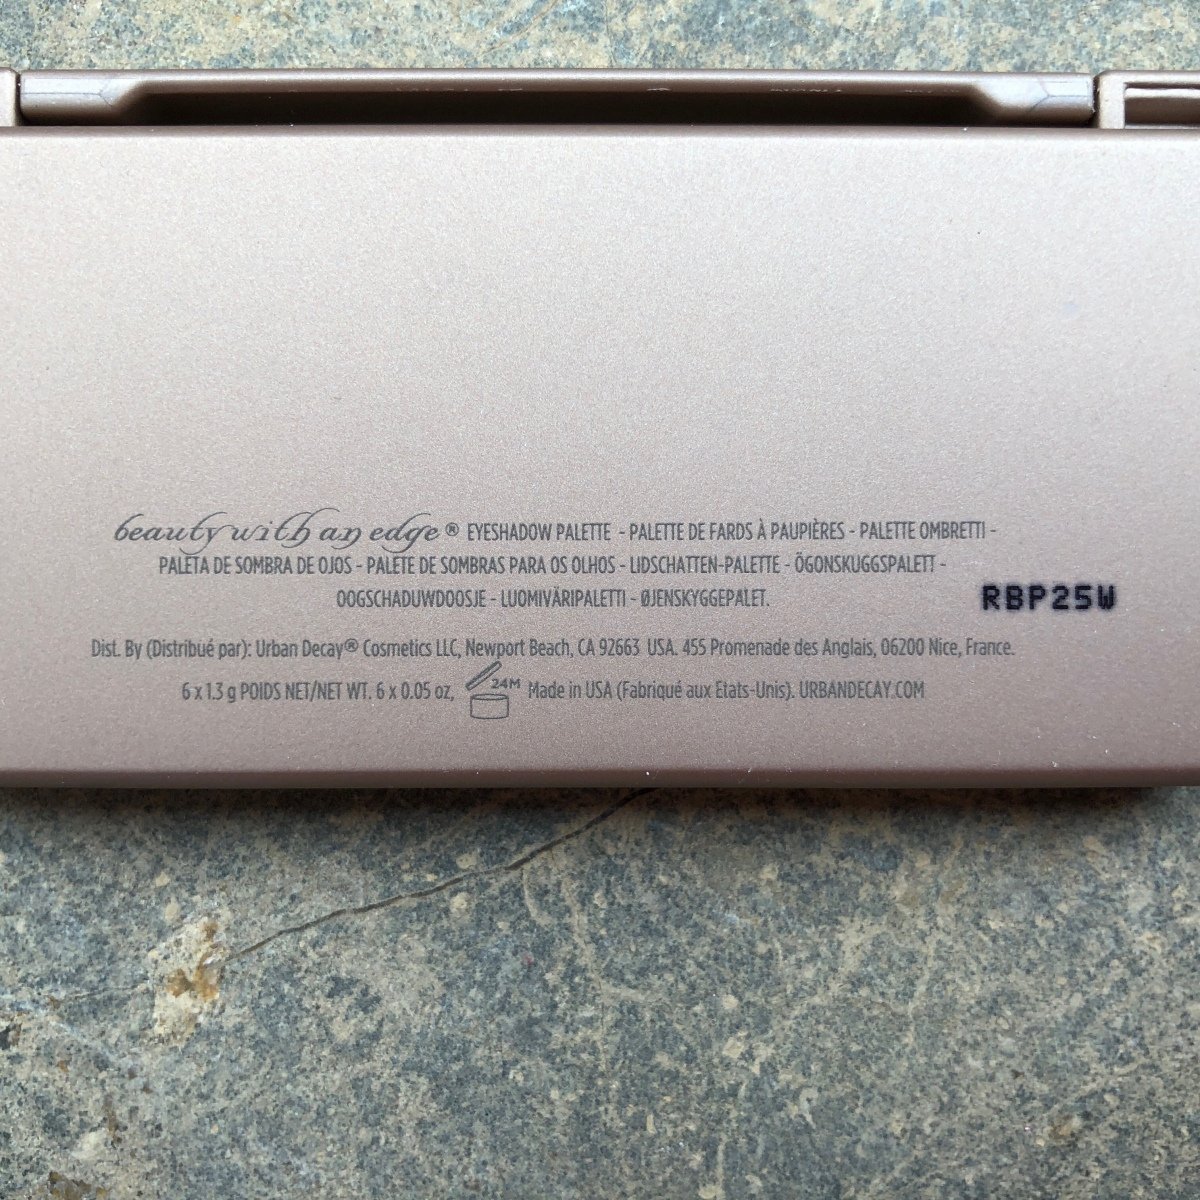 beauty with an edge® EYESHADOW PALETTE - PALETTE DE FARDS À PAUPIÈRES - PALETTE OMBRETTI -
PALETA DE SOMBRA DE OJOS - PALETE DE SOMBRAS PARA OS OLHOS - LIDSCHATTEN-PALETTE - ÖGONSKUGGSPALETT -
OOGSCHADUWDOOSJE - LUOMIVÄRIPALETTI - ØJENSKYGGEPALET.
RBP25W
Dist. By (Distribué par): Urban Decay® Cosmetics LLC, Newport Beach, CA 92663 USA. 455 Promenade des Anglais, 06200 Nice, France.
6 x 1.3 g POIDS NET/NET WT. 6 x 0.05 oz, 24M Made in USA (Fabriqué aux Etats-Unis). URBANDECAY.COM